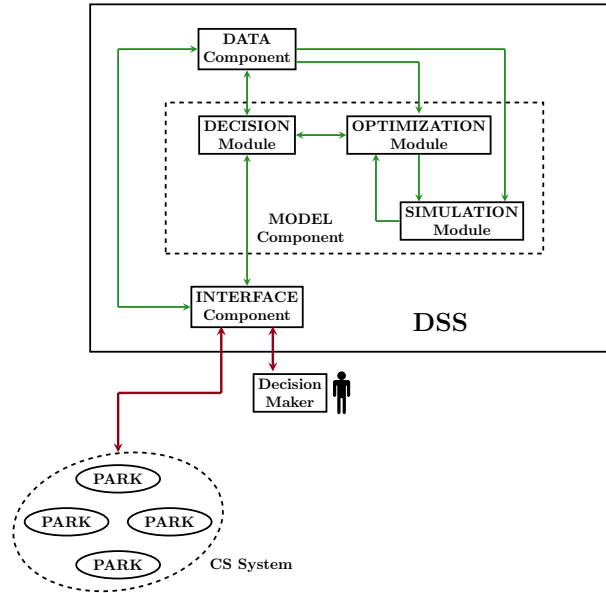 DATA
Component
DECISION
Module
OPTIMIZATION
Module
SIMULATION
Module
MODEL
Component
INTERFACE
Component
DSS
Decision
Maker
PARK
PARK
PARK
PARK
CS System